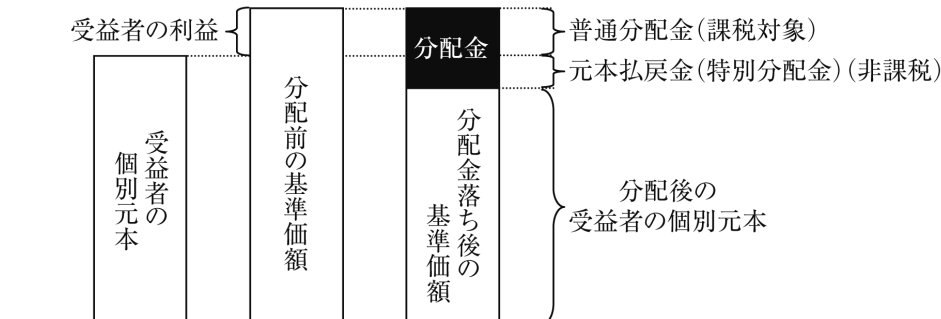 受益者の利益
受益者の
個別元本
分配前の基準価額
分配金
分配金落ち後の
基準価額
普通分配金(課税対象)
元本払戻金(特別分配金)(非課税)
分配後の
受益者の個別元本